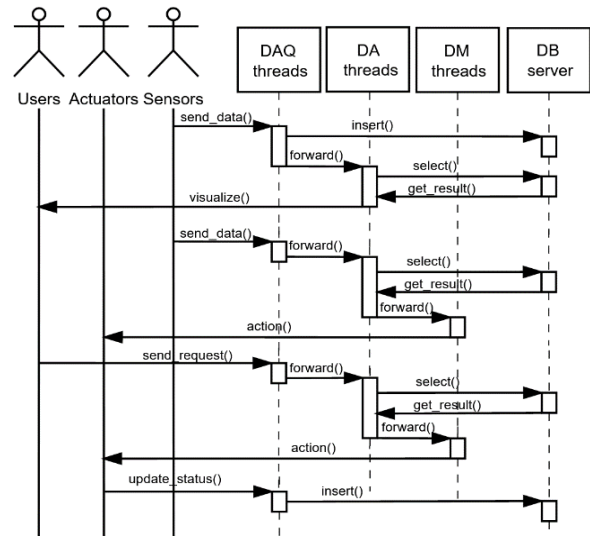 DAQ threads
DA threads
DM threads
DB server
Users
Actuators
Sensors
send_data()
insert()
forward()
select()
get_result()
visualize()
send_data()
forward()
select()
get_result()
forward()
action()
send_request()
forward()
select()
get_result()
forward()
action()
update_status()
insert()